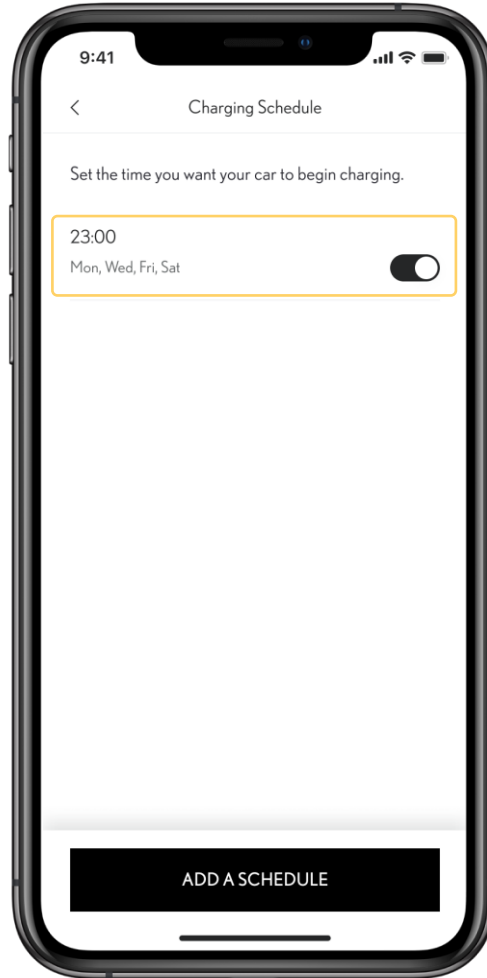 9:41
Charging Schedule
Set the time you want your car to begin charging.
23:00
Mon, Wed, Fri, Sat
ADD A SCHEDULE